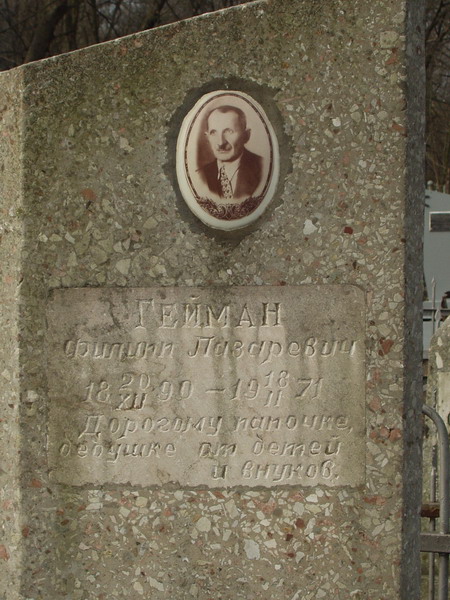 ГЕЙМАН
Филипп Лазаревич
18 20/XII 90 – 19 18/II 71
Дорогому папочке,
дедушке от детей
и внуков.